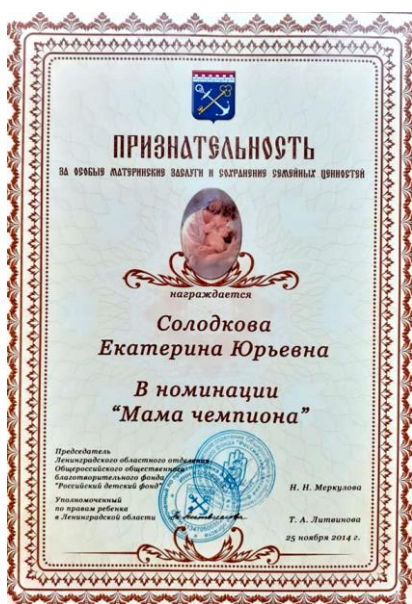 ПРИЗНАТЕЛЬНОСТЬ
ЗА ОСОБЫЕ МАТЕРИНСКИЕ ЗАСЛУГИ И СОХРАНЕНИЕ СЕМЕЙНЫХ ЦЕННОСТЕЙ
награждается
Солодкова
Екатерина Юрьевна
В номинации
“Мама чемпиона”
Председатель
Ленинградского областного отделения
Общероссийского общественного
благотворительного фонда
"Российский детский фонд"
Н. Н. Меркулова
Уполномоченный
по правам ребенка
в Ленинградской области
Т. А. Литвинова
25 ноября 2014 г.